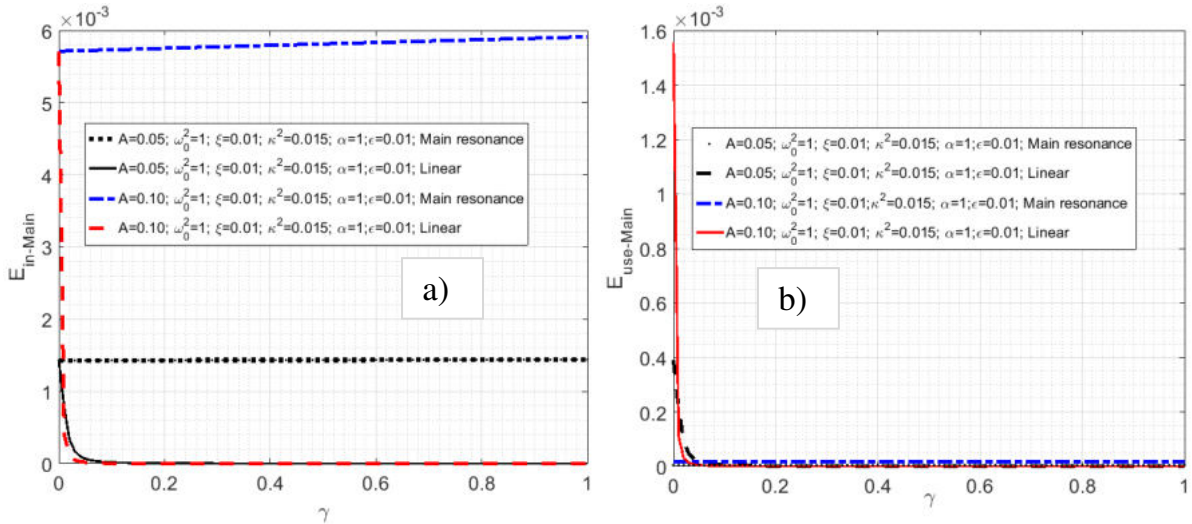 ×10⁻³
6
5
4
3
2
1
0
E_in-Main
A=0.05; ω₀²=1; ξ=0.01; κ²=0.015; α=1;ϵ=0.01; Main resonance
A=0.05; ω₀²=1; ξ=0.01; κ²=0.015; α=1;ϵ=0.01; Linear
A=0.10; ω₀²=1; ξ=0.01; κ²=0.015; α=1;ϵ=0.01; Main resonance
A=0.10; ω₀²=1; ξ=0.01; κ²=0.015; α=1;ϵ=0.01; Linear
a)
0 0.2 0.4 0.6 0.8 1
γ
×10⁻³
1.6
1.4
1.2
1
0.8
0.6
0.4
0.2
0
E_use-Main
A=0.05; ω₀²=1; ξ=0.01; κ²=0.015; α=1;ϵ=0.01; Main resonance
A=0.05; ω₀²=1; ξ=0.01; κ²=0.015; α=1;ϵ=0.01; Linear
A=0.10; ω₀²=1; ξ=0.01;κ²=0.015; α=1;ϵ=0.01; Main resonance
A=0.10; ω₀²=1; ξ=0.01; κ²=0.015; α=1;ϵ=0.01; Linear
b)
0 0.2 0.4 0.6 0.8 1
γ